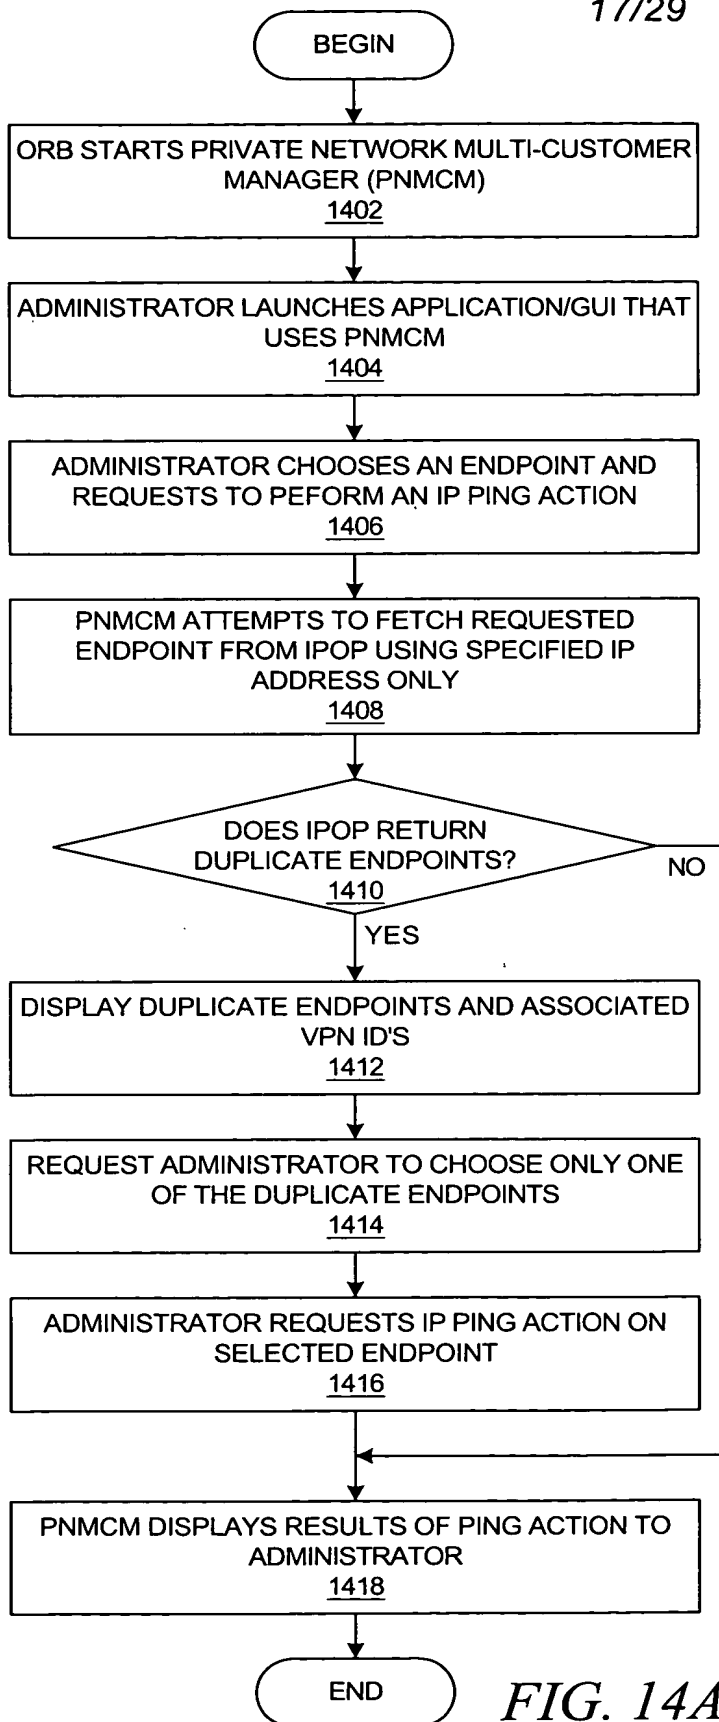 17/29
BEGIN
ORB STARTS PRIVATE NETWORK MULTI-CUSTOMER
MANAGER (PNMCM)
1402
ADMINISTRATOR LAUNCHES APPLICATION/GUI THAT
USES PNMCM
1404
ADMINISTRATOR CHOOSES AN ENDPOINT AND
REQUESTS TO PEFORM AN IP PING ACTION
1406
PNMCM ATTEMPTS TO FETCH REQUESTED
ENDPOINT FROM IPOP USING SPECIFIED IP
ADDRESS ONLY
1408
DOES IPOP RETURN
DUPLICATE ENDPOINTS?
1410
NO
YES
DISPLAY DUPLICATE ENDPOINTS AND ASSOCIATED
VPN ID'S
1412
REQUEST ADMINISTRATOR TO CHOOSE ONLY ONE
OF THE DUPLICATE ENDPOINTS
1414
ADMINISTRATOR REQUESTS IP PING ACTION ON
SELECTED ENDPOINT
1416
PNMCM DISPLAYS RESULTS OF PING ACTION TO
ADMINISTRATOR
1418
END
FIG. 14A